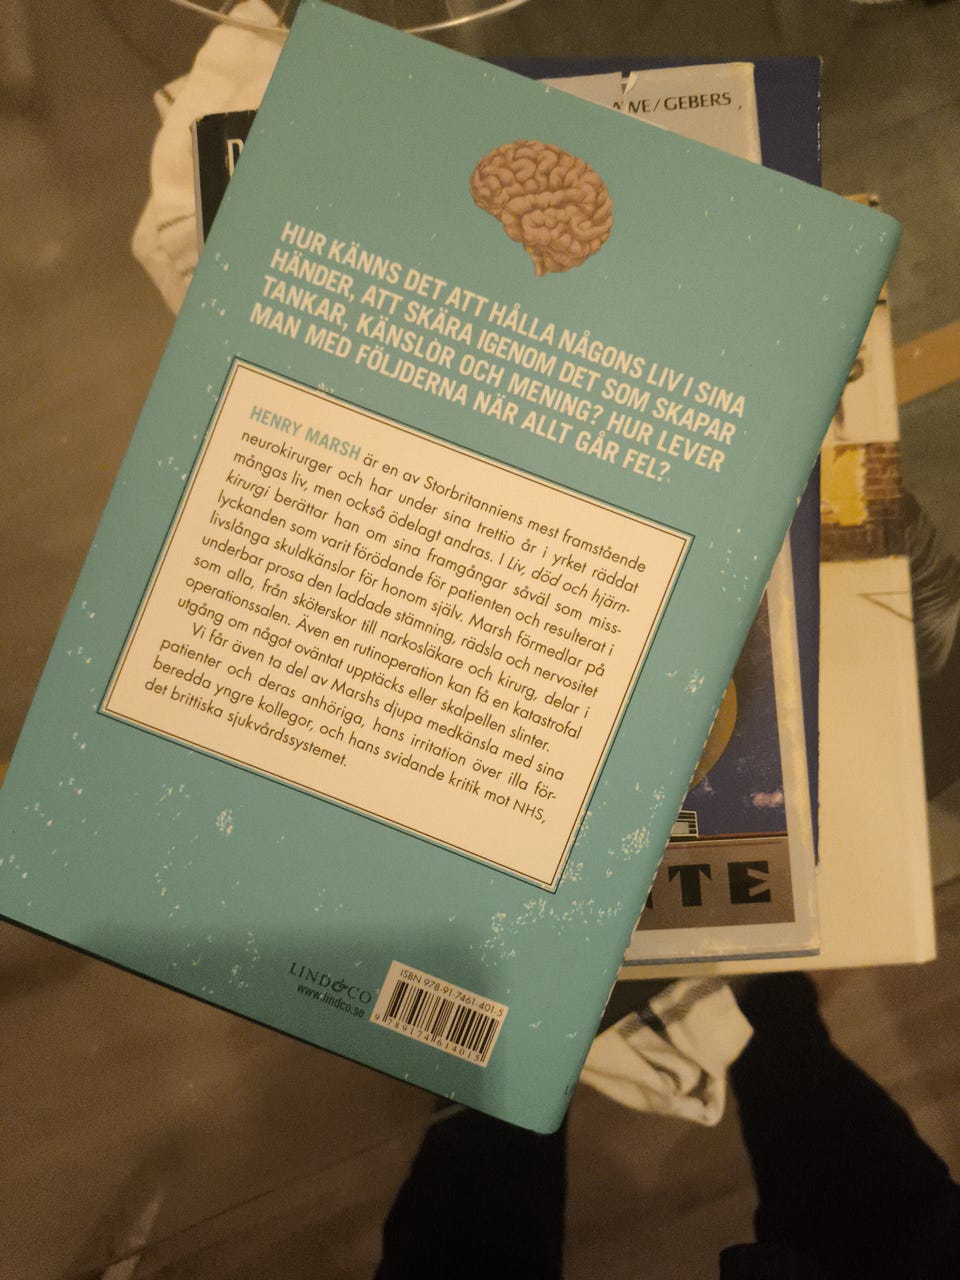 HUR KÄNNS DET ATT HÅLLA NÅGONS LIV I SINA
HÄNDER, ATT SKÄRA IGENOM DET SOM SKAPAR
TANKAR, KÄNSLOR OCH MENING? HUR LEVER
MAN MED FÖLJDERNA NÄR ALLT GÅR FEL?
HENRY MARSH är en av Storbritanniens mest framstående
neurokirurger och har under sina trettio år i yrket räddat
mångas liv, men också ödelagt andras. I Liv, död och hjärn-
kirurgi berättar han om sina framgångar såväl som miss-
lyckanden som varit förödande för patienten och resulterat i
livslånga skuldkänslor för honom själv. Marsh förmedlar på
underbar prosa den laddade stämning, rädsla och nervositet
som alla, från sköterskor till narkosläkare och kirurg, delar i
operationssalen. Även en rutinoperation kan få en katastrofal
utgång om något oväntat upptäcks eller skalpellen slinter.
Vi får även ta del av Marshs djupa medkänsla med sina
patienter och deras anhöriga, hans irritation över illa för-
beredda yngre kollegor, och hans svidande kritik mot NHS,
det brittiska sjukvårdssystemet.
LIND&CO
www.lindco.se
ISBN 978-91-7461-401-5
9 789174 614015
/GEBERS
TE